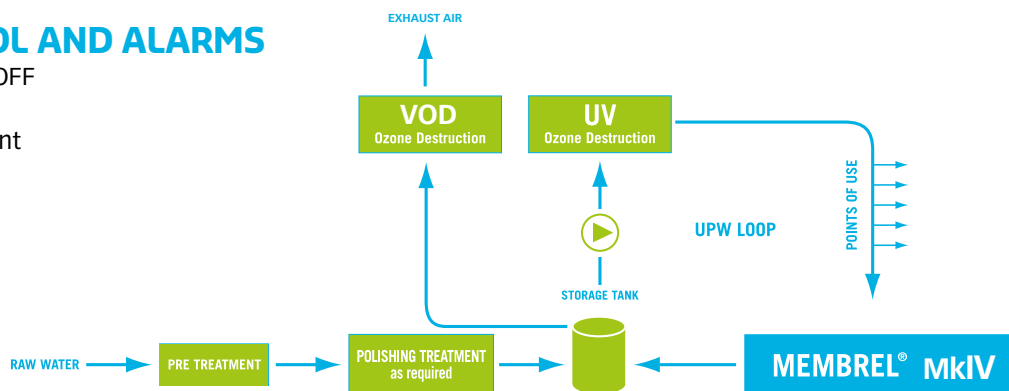 OL AND ALARMS
OFF
nt
EXHAUST AIR
VOD
Ozone Destruction
UV
Ozone Destruction
POINTS OF USE
UPW LOOP
STORAGE TANK
RAW WATER
PRE TREATMENT
POLISHING TREATMENT
as required
MEMBREL® MkIV